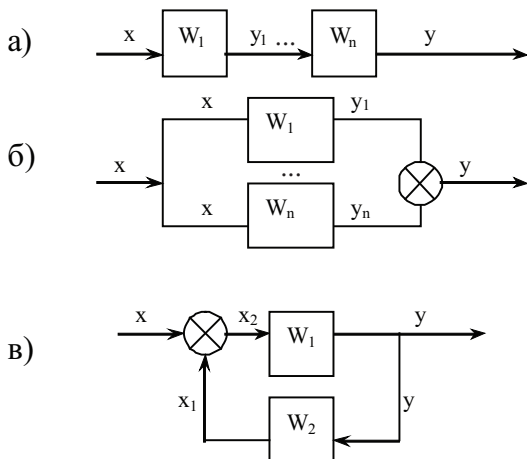 а) x W₁ y₁ ... Wₙ y
x W₁ y₁
б) x ... y
x Wₙ yₙ
x x₂ W₁ y
в)
x₁ W₂ y